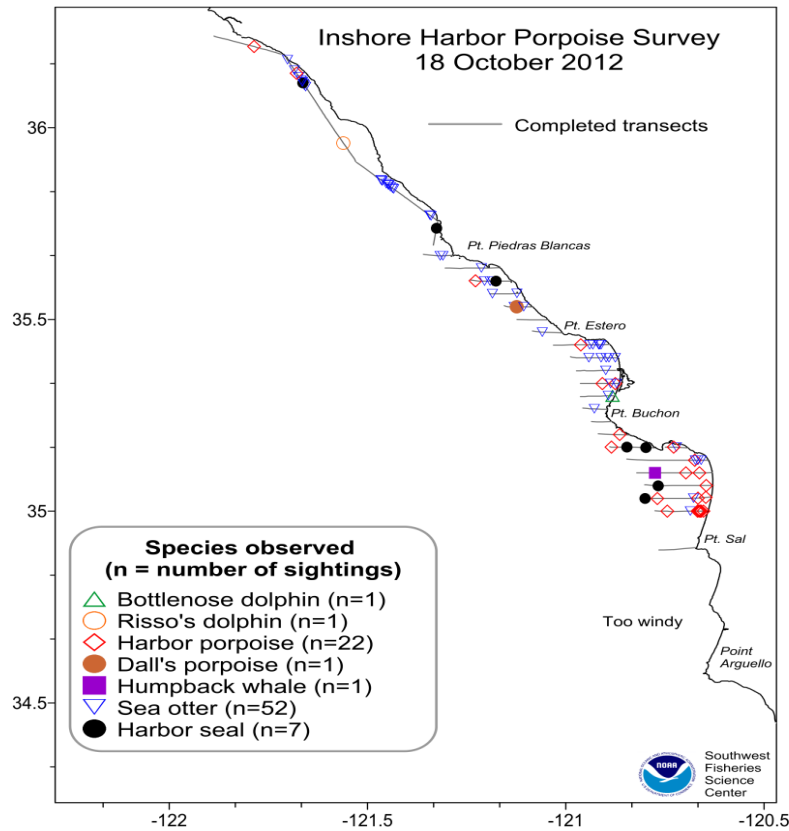 Inshore Harbor Porpoise Survey
18 October 2012
Completed transects
36
Pt. Piedras Blancas
35.5
Pt. Estero
Pt. Buchon
35
Pt. Sal
Species observed
(n = number of sightings)
Bottlenose dolphin (n=1)
Risso's dolphin (n=1)
Harbor porpoise (n=22)
Dall's porpoise (n=1)
Humpback whale (n=1)
Sea otter (n=52)
Harbor seal (n=7)
Too windy
Point
Arguello
34.5
NOAA
Southwest
Fisheries
Science
Center
-122
-121.5
-121
-120.5